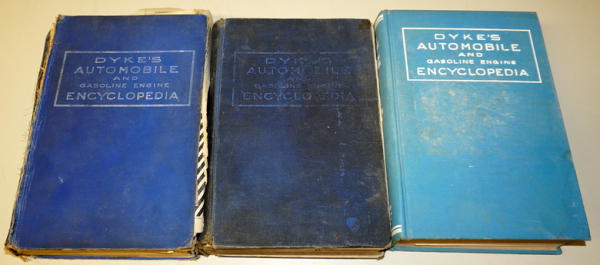 DYKE'S
AUTOMOBILE
AND
GASOLINE ENGINE
ENCYCLOPEDIA
DYKE'S
AUTOMOBILE
AND
GASOLINE ENGINE
ENCYCLOPEDIA
DYKE'S
AUTOMOBILE
AND
GASOLINE ENGINE
ENCYCLOPEDIA